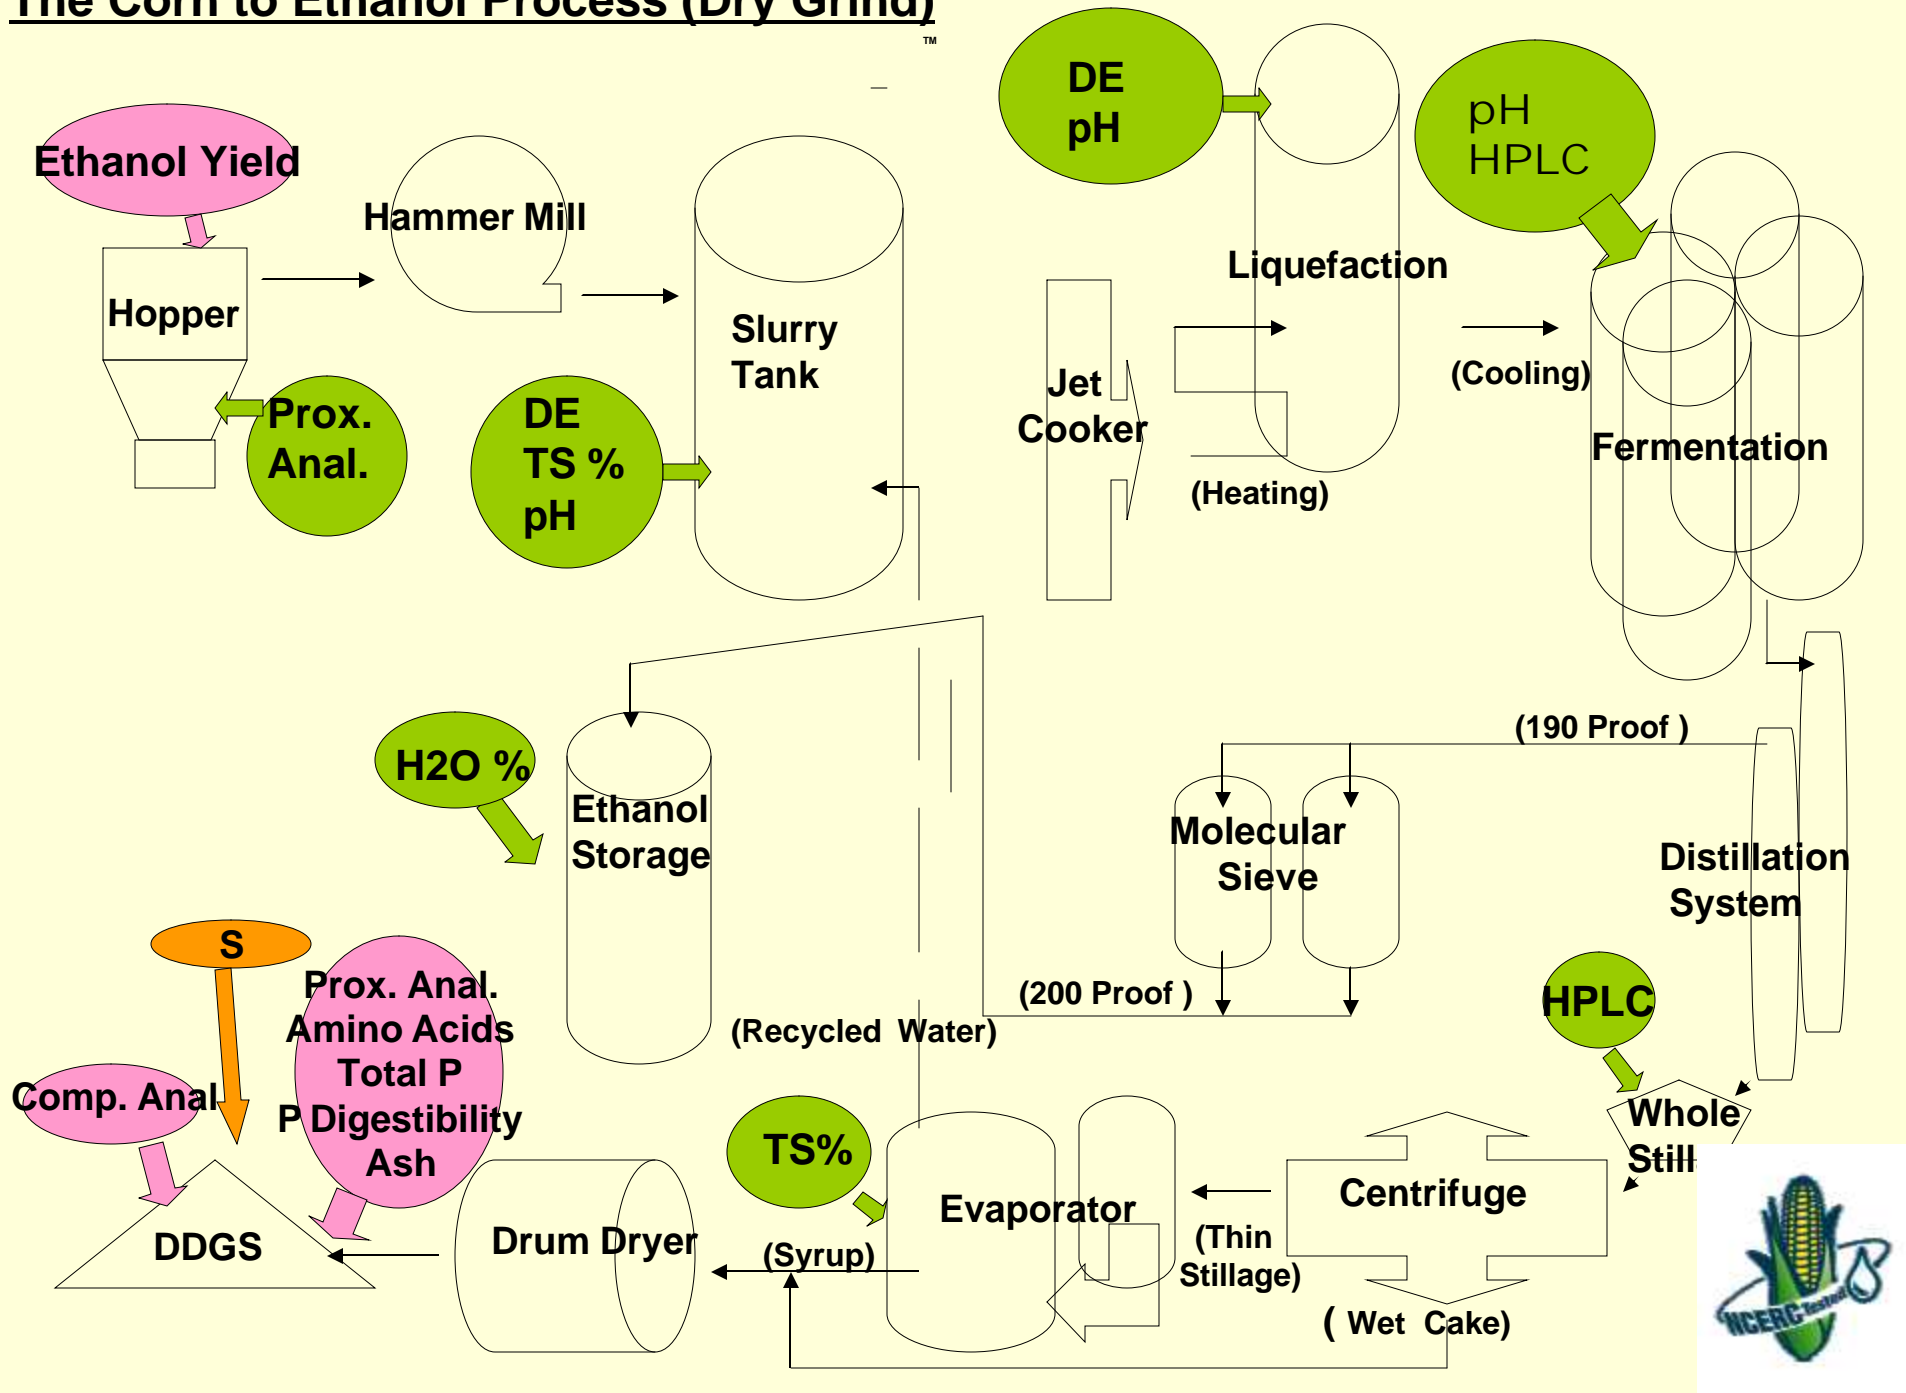 The Corn to Ethanol Process (Dry Grind)
TM
DE
pH
pH
HPLC
Ethanol Yield
Hammer Mill
Liquefaction
Hopper
Slurry
Tank
(Cooling)
Jet
Cooker
Prox.
Anal.
DE
TS %
pH
Fermentation
(Heating)
(190 Proof )
H2O %
Ethanol
Storage
Molecular
Sieve
Distillation
System
S
Prox. Anal.
Amino Acids
Total P
P Digestibility
Ash
(200 Proof )
HPLC
(Recycled Water)
Comp. Anal.
TS%
Whole
Still
Centrifuge
Evaporator
DDGS
Drum Dryer
(Syrup)
(Thin
Stillage)
( Wet Cake)
NCERC Tested